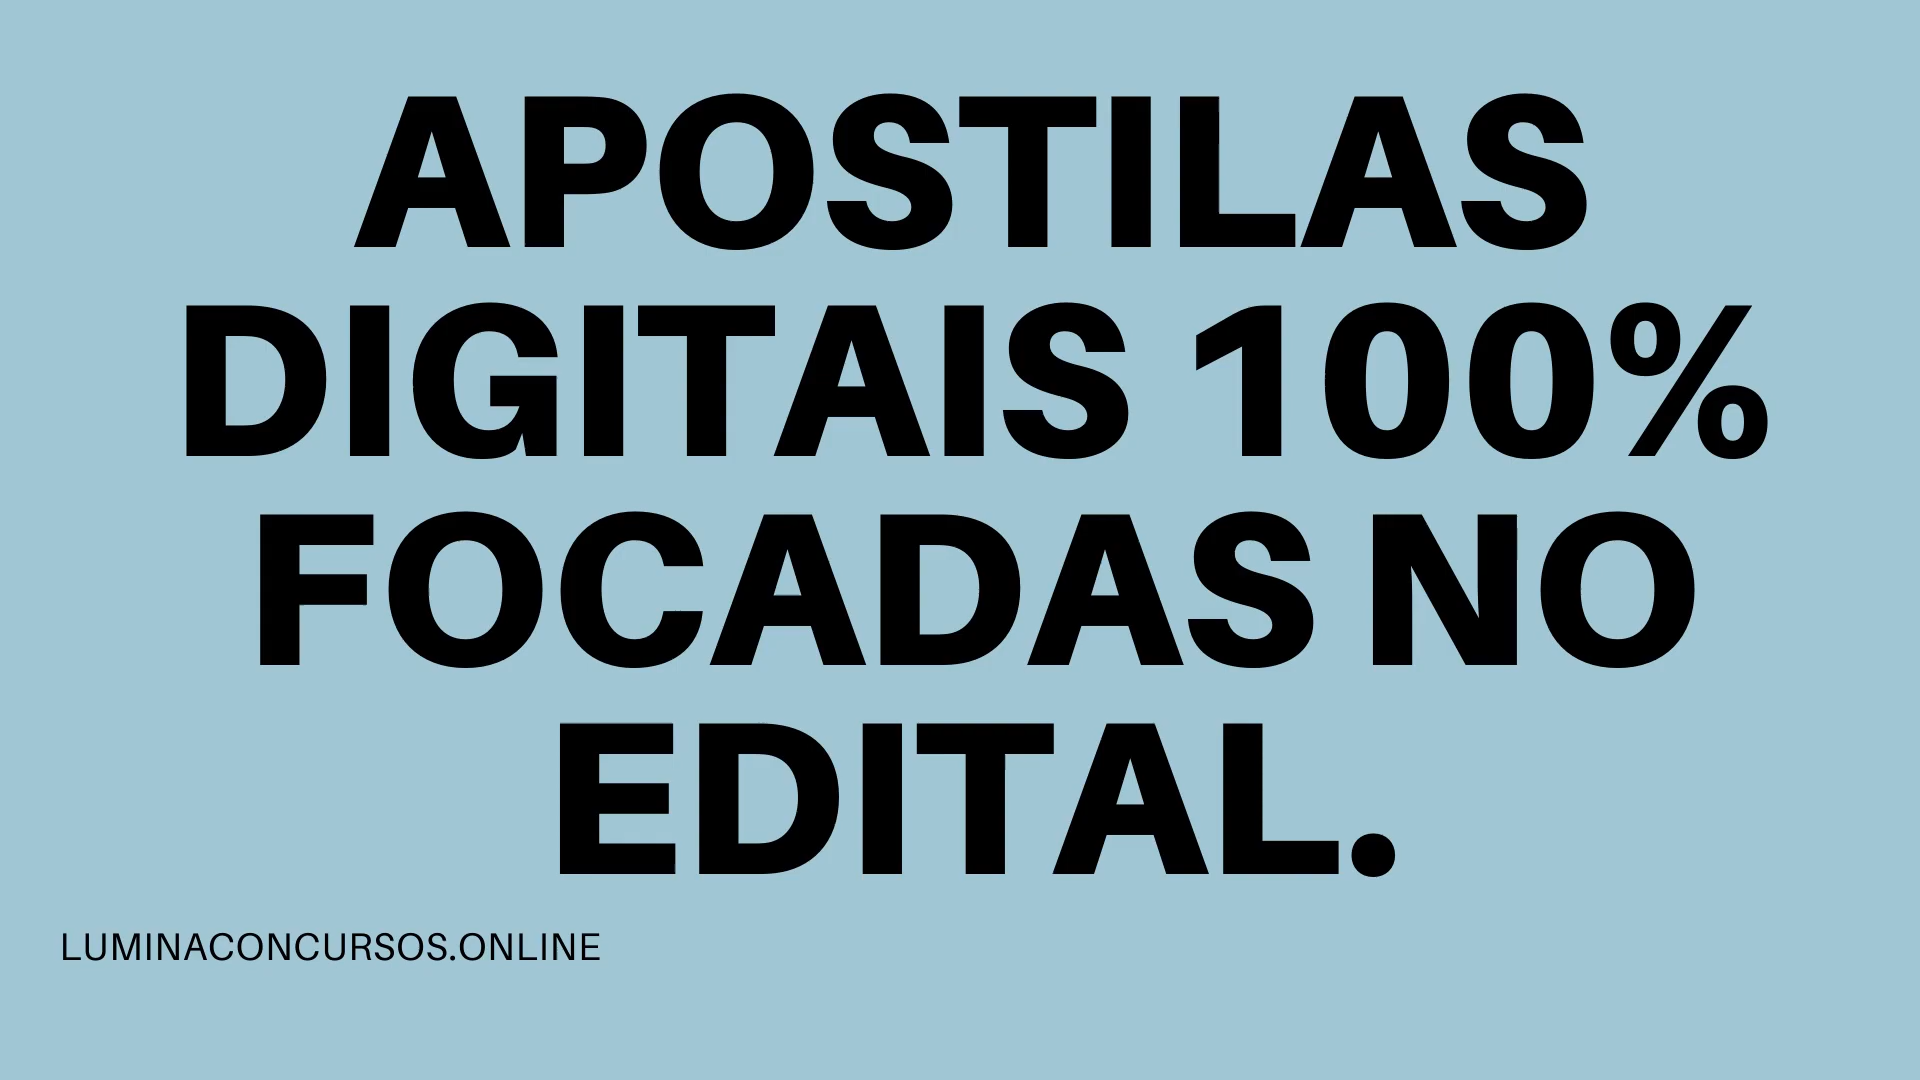 APOSTILAS
DIGITAIS 100%
FOCADAS NO
EDITAL.
LUMINACONCURSOS.ONLINE